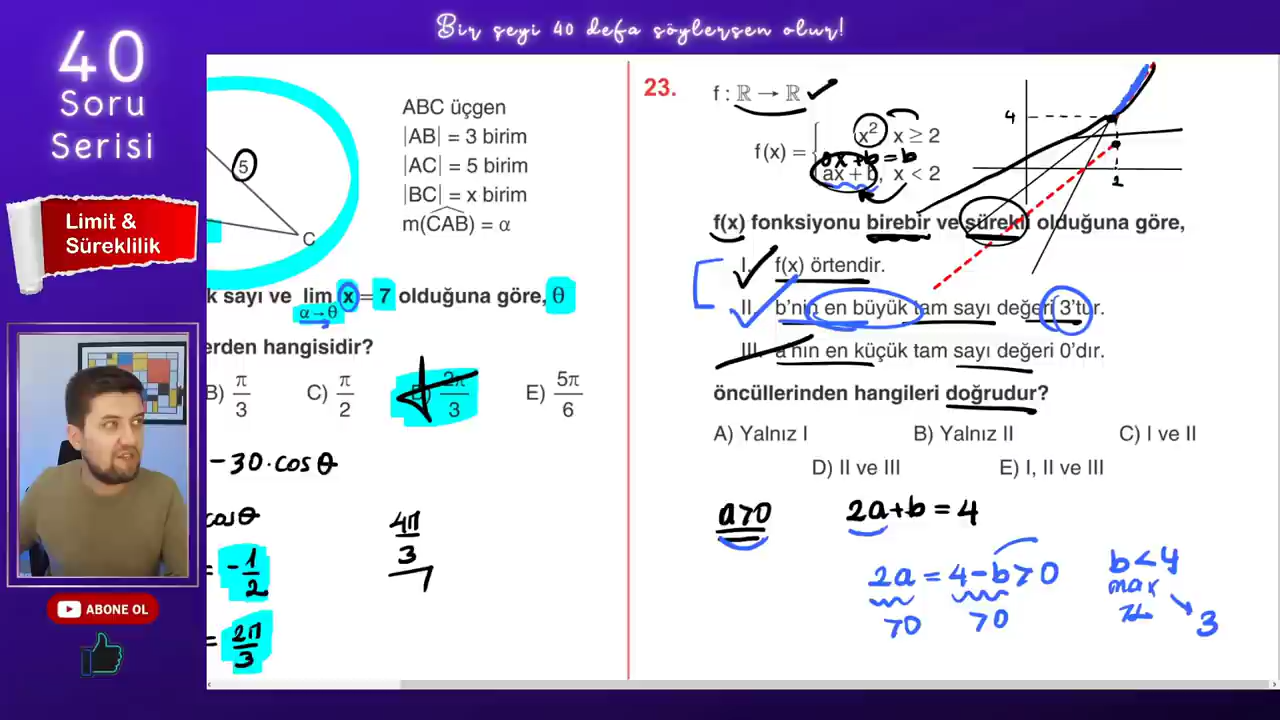 Bir şeyi 40 defa söylersen olur!
40
Soru
Serisi
Limit &
Süreklilik
ABONE OL
5
C
ABC üçgen
|AB| = 3 birim
|AC| = 5 birim
|BC| = x birim
m(CAB) = α
k sayı ve lim x = 7 olduğuna göre, θ
α→θ
erden hangisidir?
B) π/3 C) π/2 D) 2π/3 E) 5π/6
-30·cosθ
cosθ
= -1/2
= 2π/3
4π/3
23.
f : ℝ → ℝ
f(x) = { x², x ≥ 2
0x+b=b
ax + b, x < 2
4
2
f(x) fonksiyonu birebir ve sürekli olduğuna göre,
I. f(x) örtendir.
II. b'nin en büyük tam sayı değeri 3'tür.
III. a'nın en küçük tam sayı değeri 0'dır.
öncüllerinden hangileri doğrudur?
A) Yalnız I B) Yalnız II C) I ve II
D) II ve III E) I, II ve III
a>0 2a+b=4
2a = 4-b>0
>0 >0
b<4
max
3